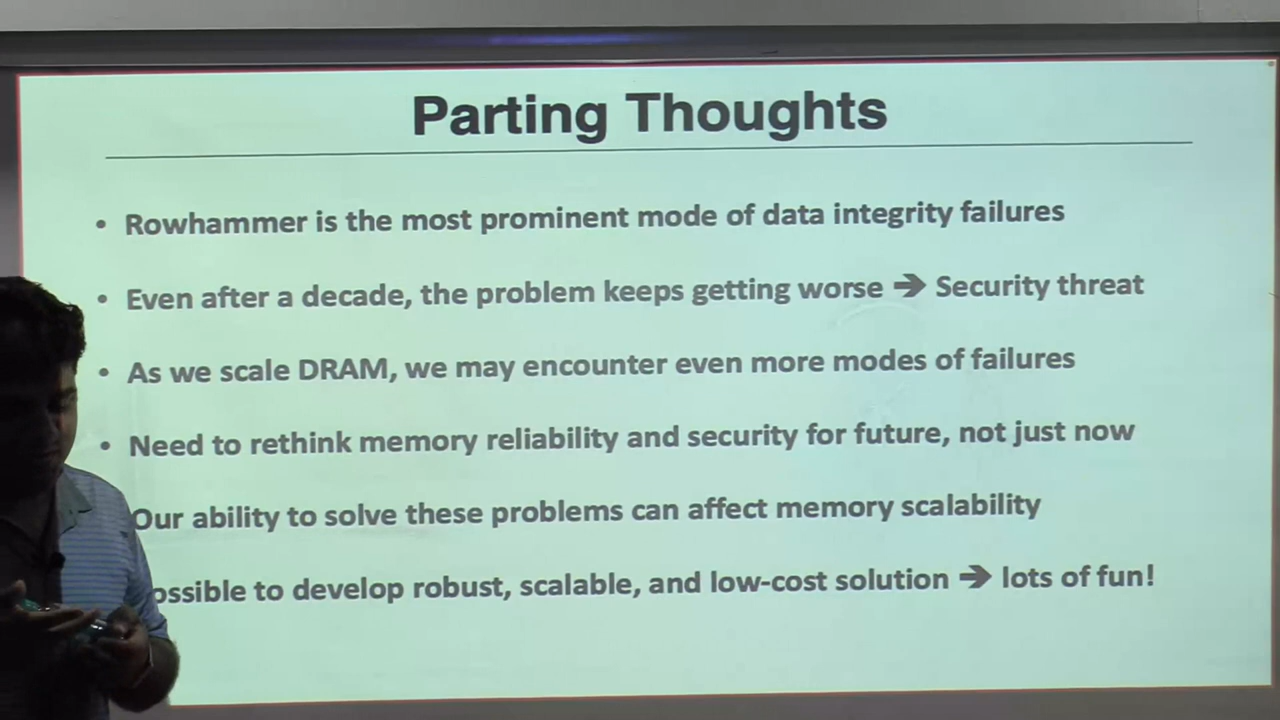 Parting Thoughts
• Rowhammer is the most prominent mode of data integrity failures
• Even after a decade, the problem keeps getting worse ➔ Security threat
• As we scale DRAM, we may encounter even more modes of failures
• Need to rethink memory reliability and security for future, not just now
Our ability to solve these problems can affect memory scalability
ossible to develop robust, scalable, and low-cost solution ➔ lots of fun!